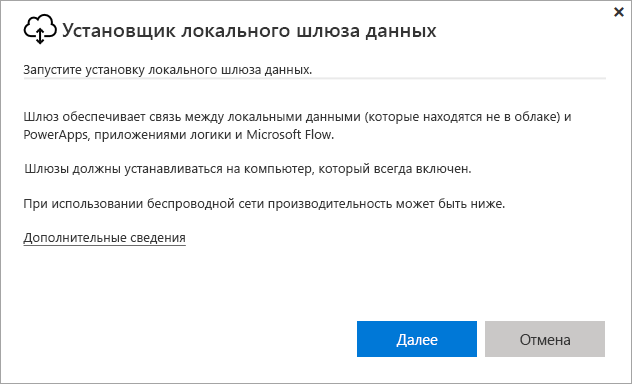 Установщик локального шлюза данных
Запустите установку локального шлюза данных.
Шлюз обеспечивает связь между локальными данными (которые находятся не в облаке) и
PowerApps, приложениями логики и Microsoft Flow.
Шлюзы должны устанавливаться на компьютер, который всегда включен.
При использовании беспроводной сети производительность может быть ниже.
Дополнительные сведения
Далее
Отмена